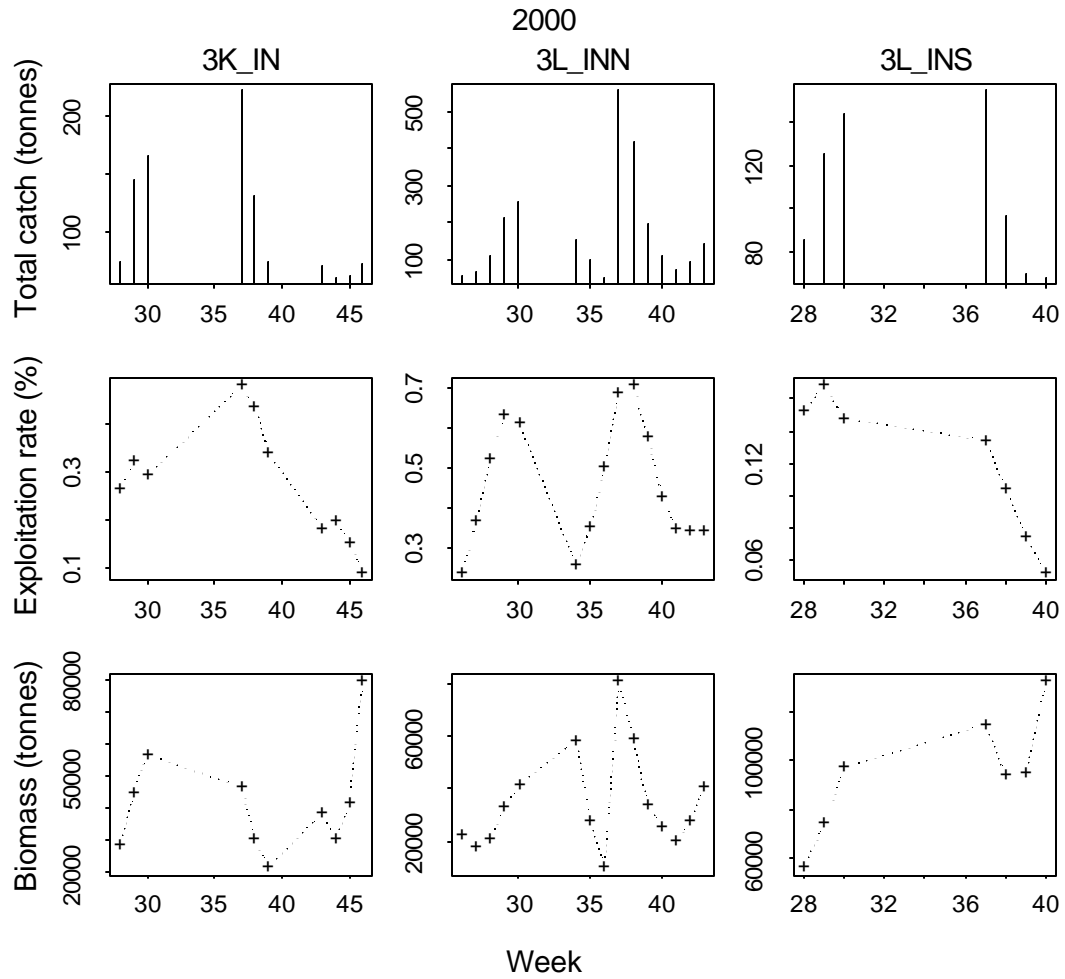 2000
3K_IN 3L_INN 3L_INS
Total catch (tonnes)
100 200
30 35 40 45
100 300 500
30 35 40
80 120
28 32 36 40
Exploitation rate (%)
0.1 0.3
30 35 40 45
0.3 0.5 0.7
30 35 40
0.06 0.12
28 32 36 40
Biomass (tonnes)
20000 50000 80000
30 35 40 45
20000 60000
30 35 40
60000 100000
28 32 36 40
Week